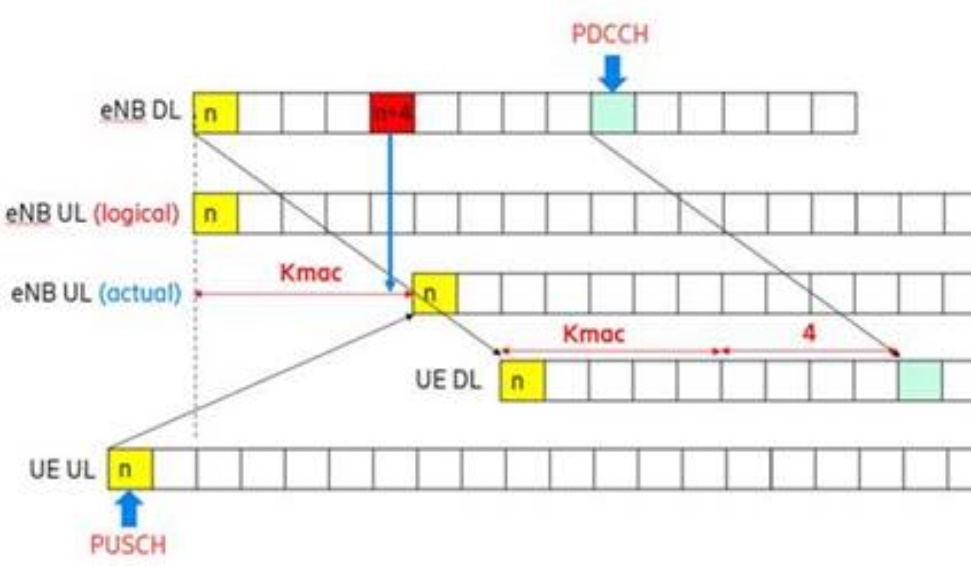 PDCCH
eNB DL
n
n+4
eNB UL (logical)
n
Kmac
eNB UL (actual)
n
Kmac
4
UE DL
n
UE UL
n
PUSCH